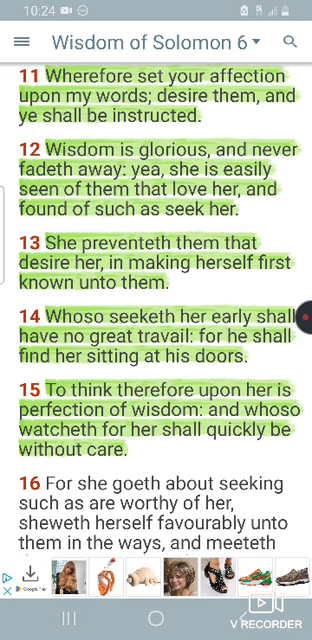 10:24
Wisdom of Solomon 6
11 Wherefore set your affection
upon my words; desire them, and
ye shall be instructed.
12 Wisdom is glorious, and never
fadeth away: yea, she is easily
seen of them that love her, and
found of such as seek her.
13 She preventeth them that
desire her, in making herself first
known unto them.
14 Whoso seeketh her early shall
have no great travail: for he shall
find her sitting at his doors.
15 To think therefore upon her is
perfection of wisdom: and whoso
watcheth for her shall quickly be
without care.
16 For she goeth about seeking
such as are worthy of her,
sheweth herself favourably unto
them in the ways, and meeteth
Google Play
V RECORDER